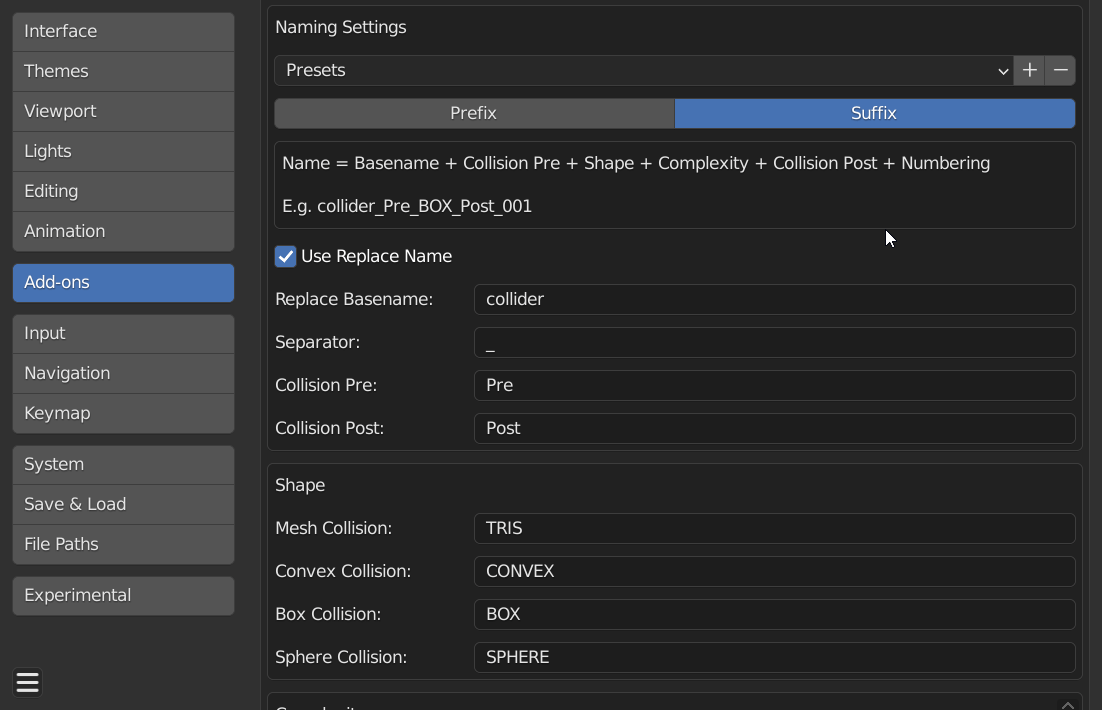 Interface
Themes
Viewport
Lights
Editing
Animation
Add-ons
Input
Navigation
Keymap
System
Save & Load
File Paths
Experimental
Naming Settings
Presets
Prefix
Suffix
Name = Basename + Collision Pre + Shape + Complexity + Collision Post + Numbering
E.g. collider_Pre_BOX_Post_001
Use Replace Name
Replace Basename: collider
Separator: _
Collision Pre: Pre
Collision Post: Post
Shape
Mesh Collision: TRIS
Convex Collision: CONVEX
Box Collision: BOX
Sphere Collision: SPHERE